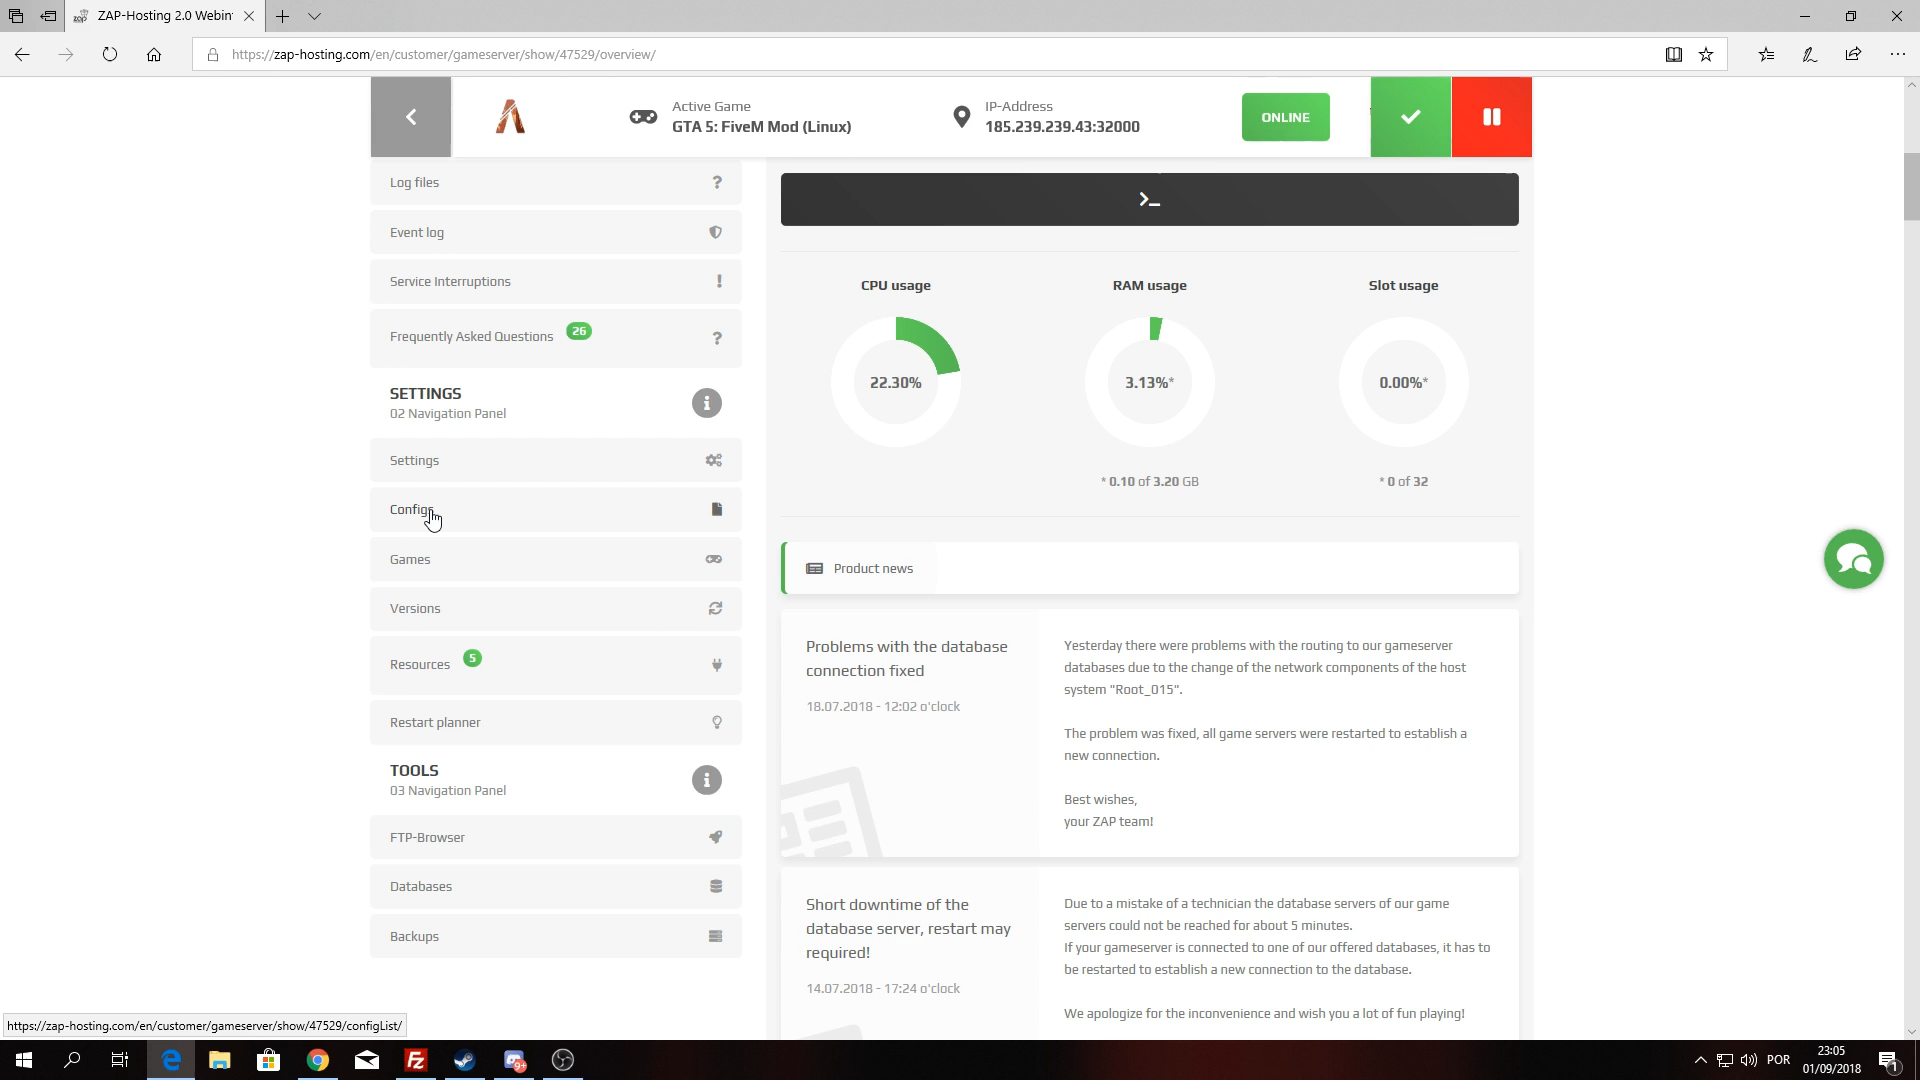 ZAP-Hosting 2.0 Webin
https://zap-hosting.com/en/customer/gameserver/show/47529/overview/
Active Game
GTA 5: FiveM Mod (Linux)
IP-Address
185.239.239.43:32000
ONLINE
Log files
Event log
Service Interruptions
Frequently Asked Questions 26
SETTINGS
02 Navigation Panel
Settings
Configs
Games
Versions
Resources 5
Restart planner
TOOLS
03 Navigation Panel
FTP-Browser
Databases
Backups
CPU usage
RAM usage
Slot usage
22.30%
3.13%*
0.00%*
* 0.10 of 3.20 GB
* 0 of 32
Product news
Problems with the database
connection fixed
18.07.2018 - 12:02 o'clock
Yesterday there were problems with the routing to our gameserver
databases due to the change of the network components of the host
system "Root_015".
The problem was fixed, all game servers were restarted to establish a
new connection.
Best wishes,
your ZAP team!
Short downtime of the
database server, restart may
required!
14.07.2018 - 17:24 o'clock
Due to a mistake of a technician the database servers of our game
servers could not be reached for about 5 minutes.
If your gameserver is connected to one of our offered databases, it has to
be restarted to establish a new connection to the database.
We apologize for the inconvenience and wish you a lot of fun playing!
https://zap-hosting.com/en/customer/gameserver/show/47529/configList/
9+
POR
23:05
01/09/2018
1